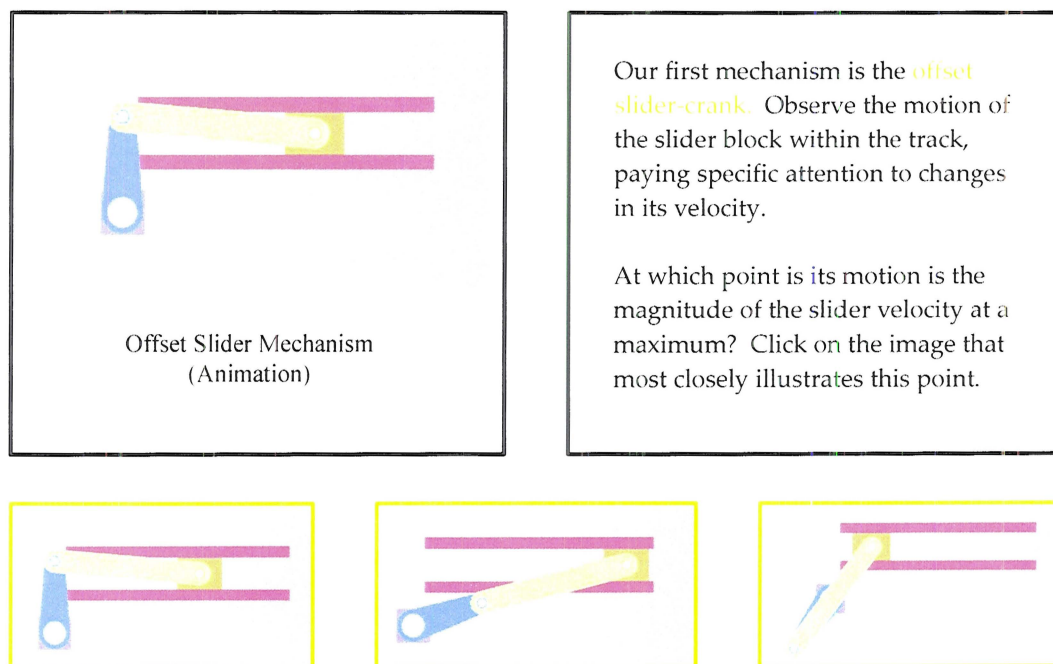 Our first mechanism is the offset
slider-crank. Observe the motion of
the slider block within the track,
paying specific attention to changes
in its velocity.
At which point is its motion is the
magnitude of the slider velocity at a
maximum? Click on the image that
most closely illustrates this point.
Offset Slider Mechanism
(Animation)